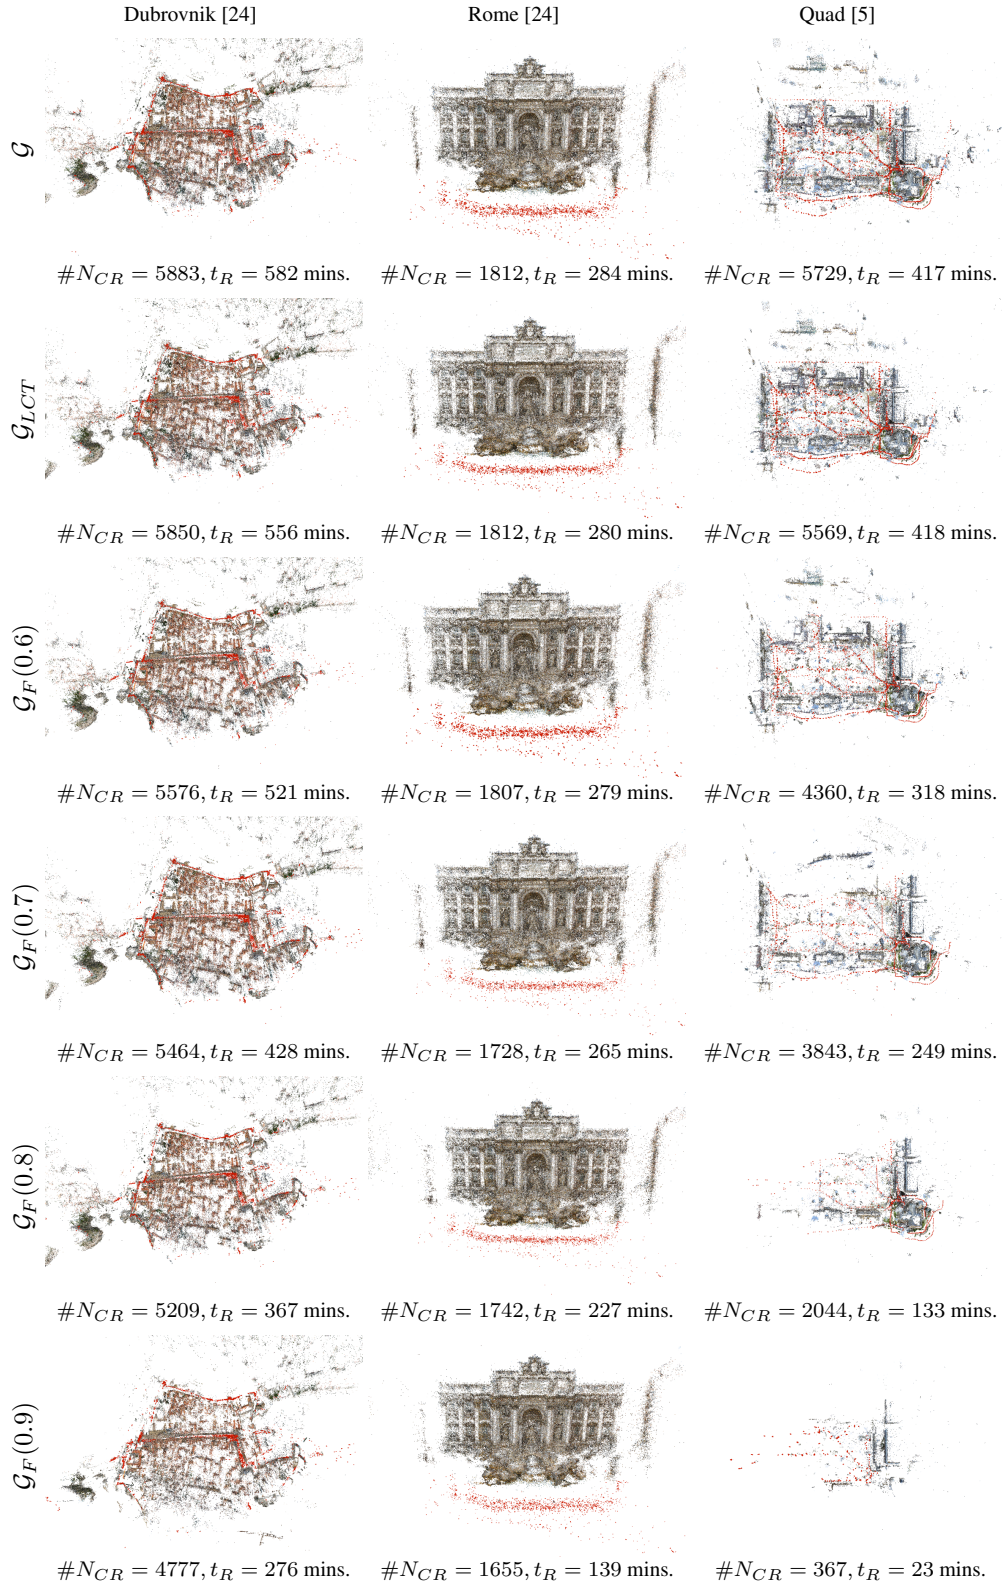 Dubrovnik [24] Rome [24] Quad [5]
𝒢
#N_{CR} = 5883, t_R = 582 mins. #N_{CR} = 1812, t_R = 284 mins. #N_{CR} = 5729, t_R = 417 mins.
𝒢_{LCT}
#N_{CR} = 5850, t_R = 556 mins. #N_{CR} = 1812, t_R = 280 mins. #N_{CR} = 5569, t_R = 418 mins.
𝒢_F(0.6)
#N_{CR} = 5576, t_R = 521 mins. #N_{CR} = 1807, t_R = 279 mins. #N_{CR} = 4360, t_R = 318 mins.
𝒢_F(0.7)
#N_{CR} = 5464, t_R = 428 mins. #N_{CR} = 1728, t_R = 265 mins. #N_{CR} = 3843, t_R = 249 mins.
𝒢_F(0.8)
#N_{CR} = 5209, t_R = 367 mins. #N_{CR} = 1742, t_R = 227 mins. #N_{CR} = 2044, t_R = 133 mins.
𝒢_F(0.9)
#N_{CR} = 4777, t_R = 276 mins. #N_{CR} = 1655, t_R = 139 mins. #N_{CR} = 367, t_R = 23 mins.